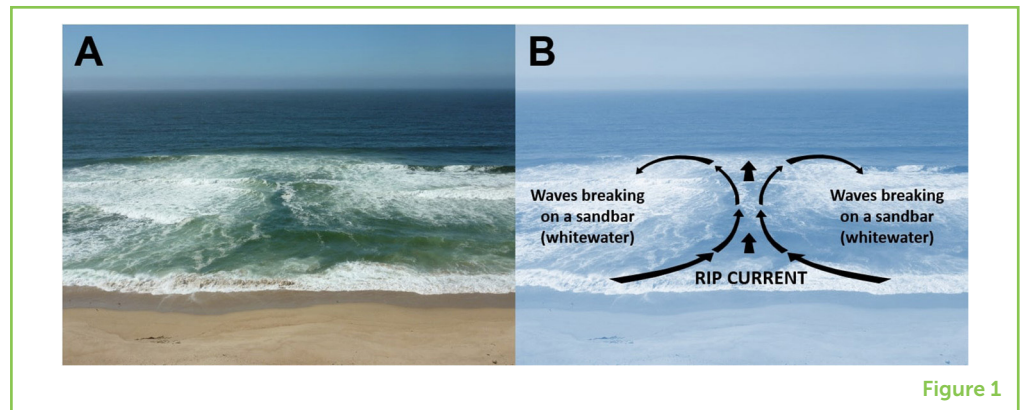 A
B
Waves breaking
on a sandbar
(whitewater)
Waves breaking
on a sandbar
(whitewater)
RIP CURRENT
Figure 1